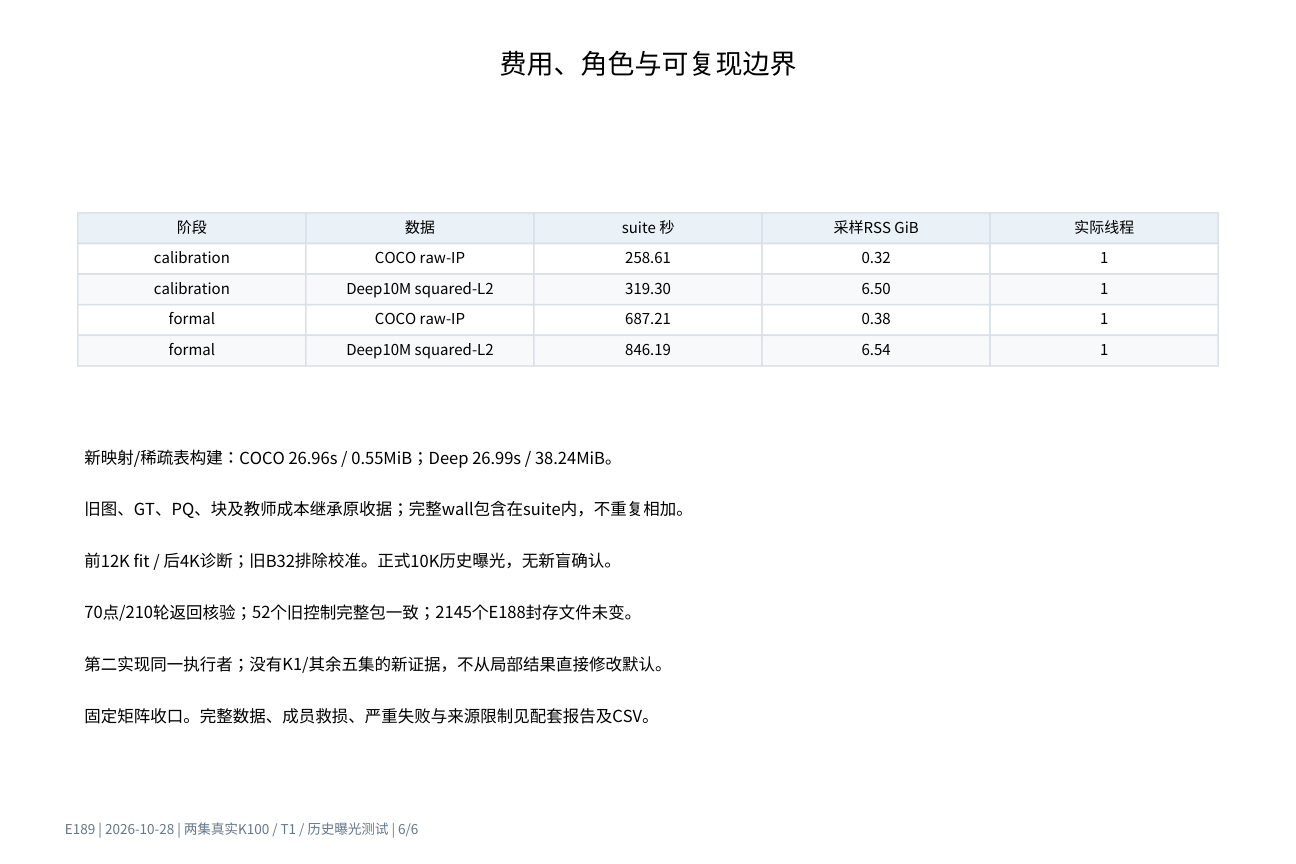 费用、角色与可复现边界
阶段 数据 suite 秒 采样RSS GiB 实际线程
calibration COCO raw-IP 258.61 0.32 1
calibration Deep10M squared-L2 319.30 6.50 1
formal COCO raw-IP 687.21 0.38 1
formal Deep10M squared-L2 846.19 6.54 1
新映射/稀疏表构建：COCO 26.96s / 0.55MiB；Deep 26.99s / 38.24MiB。
旧图、GT、PQ、块及教师成本继承原收据；完整wall包含在suite内，不重复相加。
前12K fit / 后4K诊断；旧B32排除校准。正式10K历史曝光，无新盲确认。
70点/210轮返回核验；52个旧控制完整包一致；2145个E188封存文件未变。
第二实现同一执行者；没有K1/其余五集的新证据，不从局部结果直接修改默认。
固定矩阵收口。完整数据、成员救损、严重失败与来源限制见配套报告及CSV。
E189 | 2026-10-28 | 两集真实K100 / T1 / 历史曝光测试 | 6/6